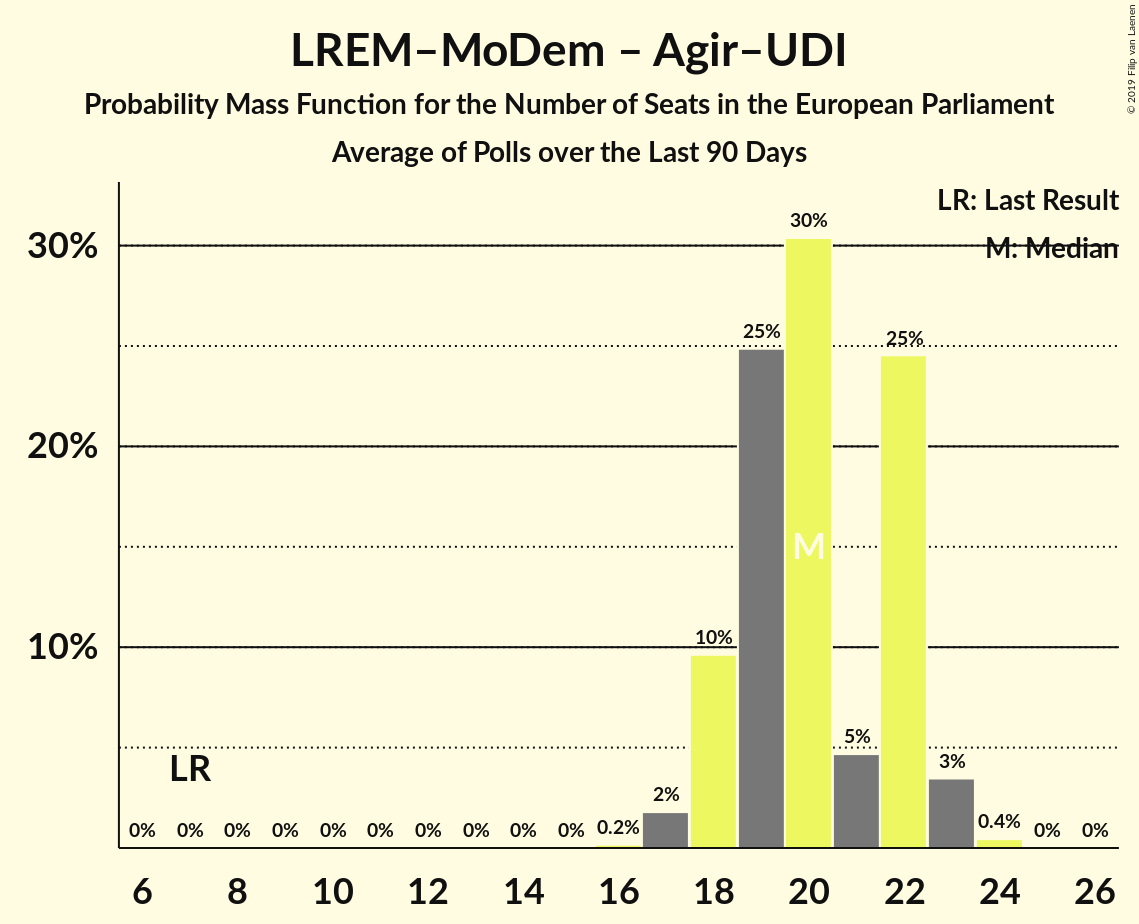 LREM–MoDem – Agir–UDI
Probability Mass Function for the Number of Seats in the European Parliament
Average of Polls over the Last 90 Days
© 2019 Filip van Laenen
LR: Last Result
M: Median
30%
20%
10%
0% 0% 0% 0% 0% 0% 0% 0% 0% 0% 0.2% 2% 10% 25% 30% 5% 25% 3% 0.4% 0% 0%
LR
M
6 8 10 12 14 16 18 20 22 24 26